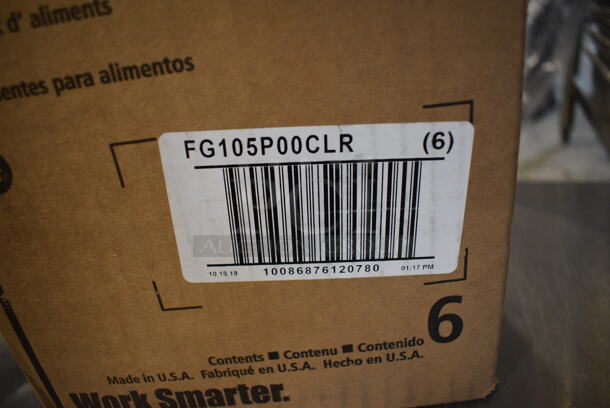 d' aliments
para alimentos
FG105P00CLR (6)
10.15.19 10086876120780 01:17 PM
6
Contents ■ Contenu ■ Contenido
Made in U.S.A. Fabriqué en U.S.A. Hecho en U.S.A.
Work Smarter.